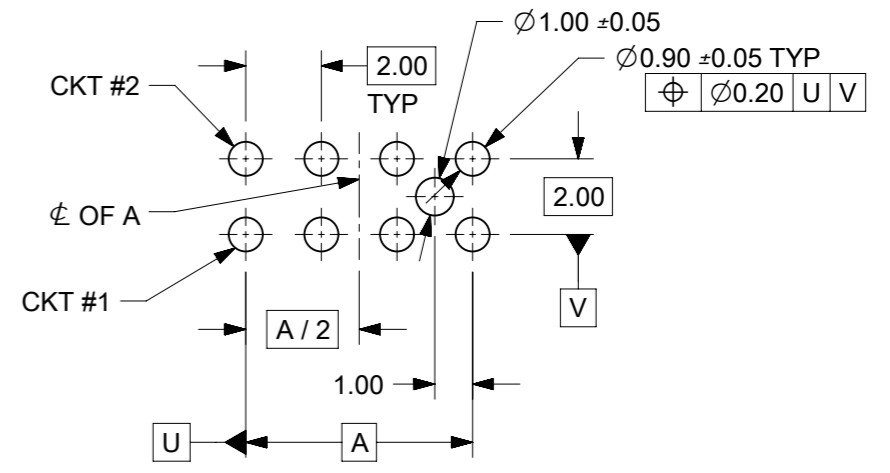 Ø1.00 ±0.05
2.00
TYP
Ø0.90 ±0.05 TYP
⌖ Ø0.20 U V
CKT #2
℄ OF A
2.00
CKT #1
V
A / 2
1.00
U
A